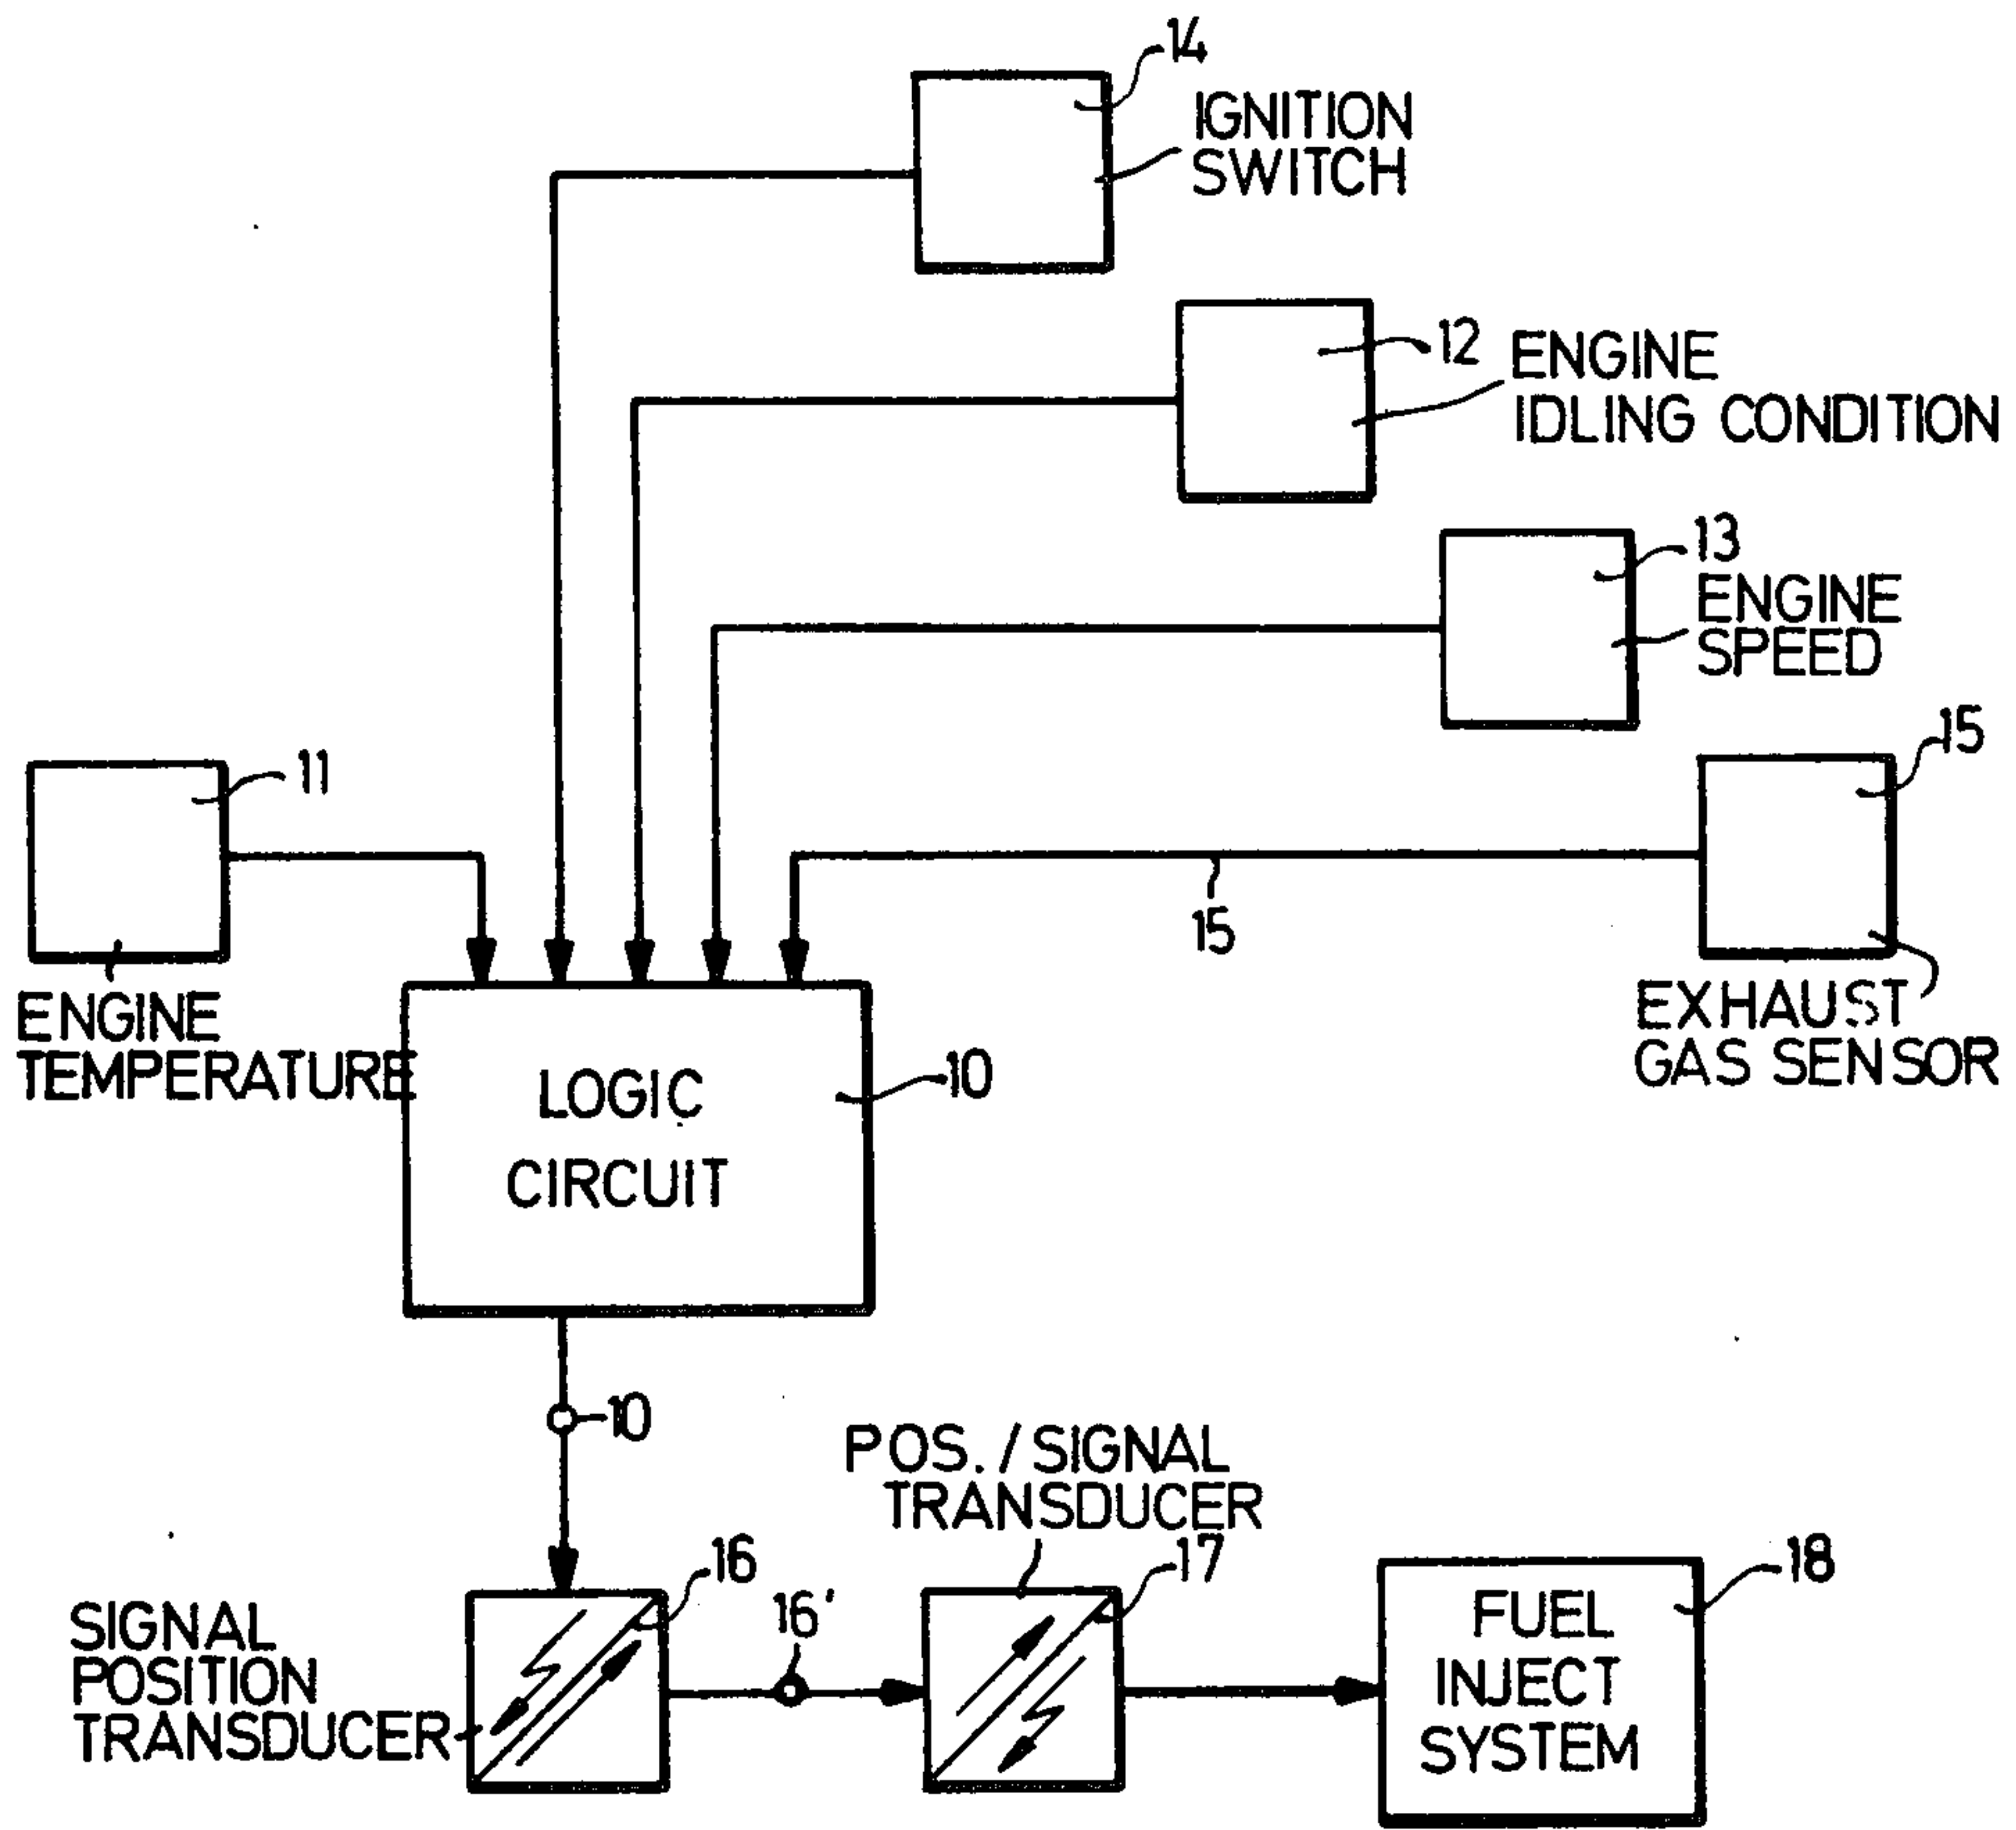 14
IGNITION
SWITCH
12
ENGINE
IDLING CONDITION
13
ENGINE
SPEED
11
15
15
ENGINE
TEMPERATURE
EXHAUST
GAS SENSOR
LOGIC
CIRCUIT
10
10
POS./SIGNAL
TRANSDUCER
16
17
18
16'
SIGNAL
POSITION
TRANSDUCER
FUEL
INJECT
SYSTEM